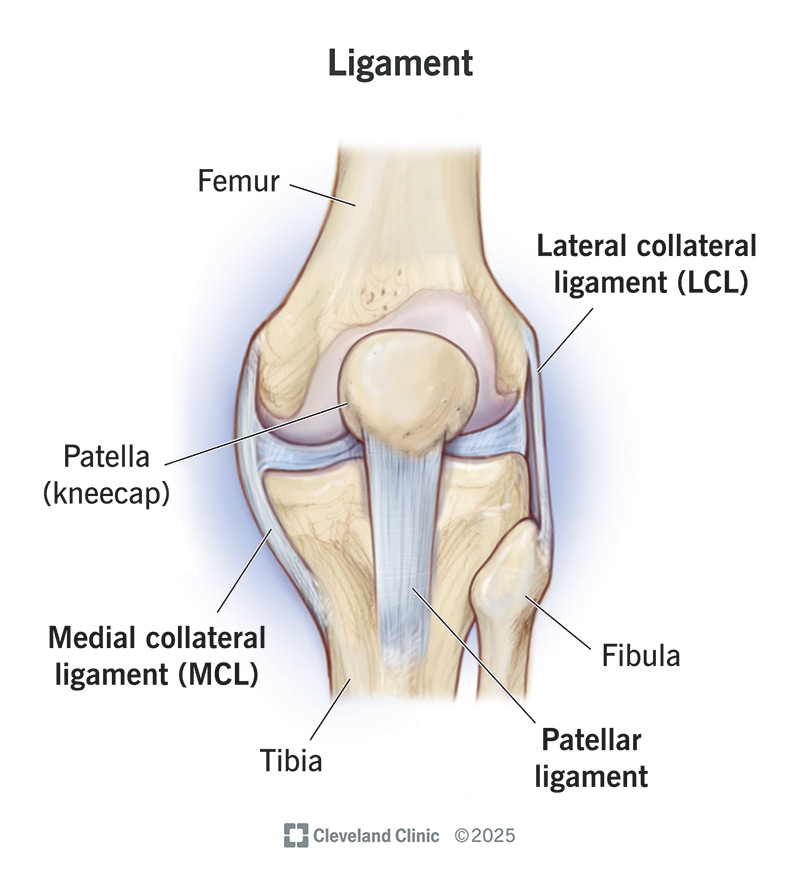 Ligament
Femur
Lateral collateral
ligament (LCL)
Patella
(kneecap)
Medial collateral
ligament (MCL)
Fibula
Patellar
ligament
Tibia
Cleveland Clinic ©2025